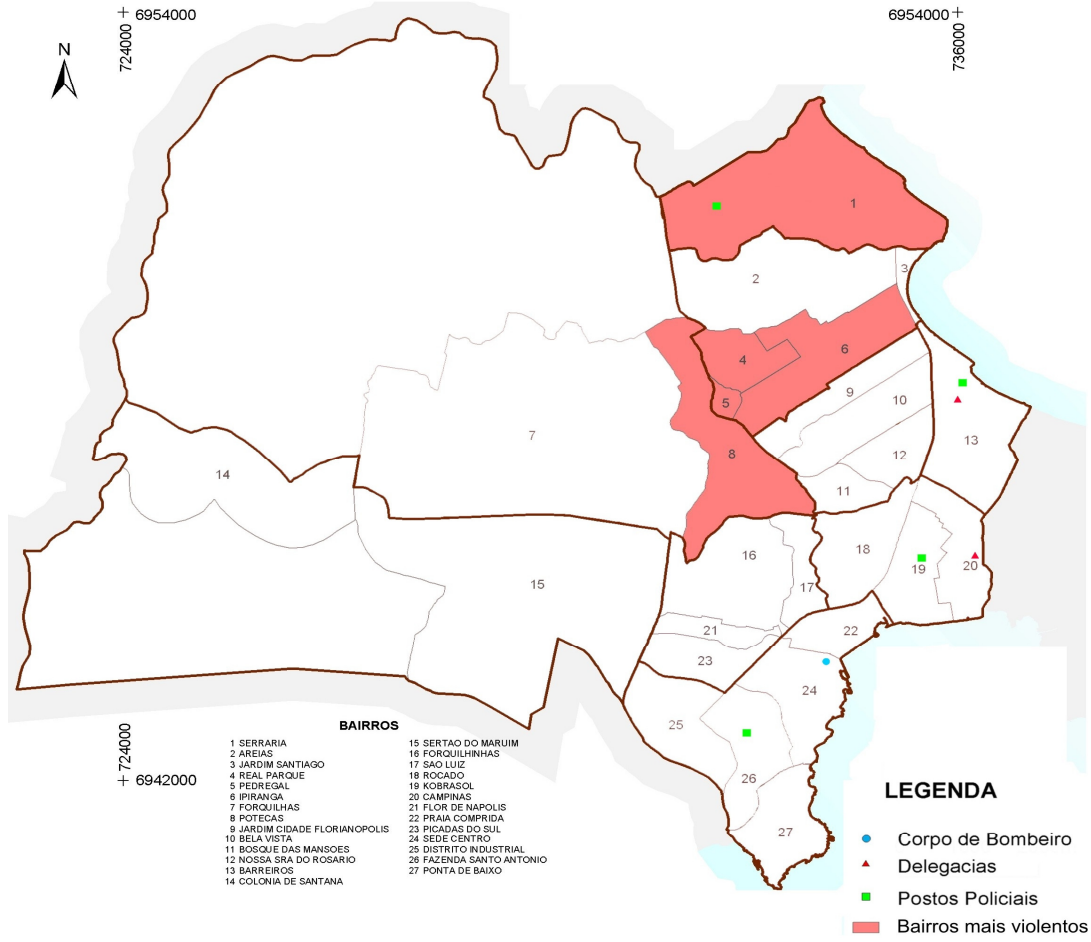 6954000
724000
6954000
736000
N
1
2
3
4
6
5
9
10
7
8
12
13
11
14
15
16
18
19
20
17
21
22
23
24
25
26
27
724000
6942000
BAIRROS
1 SERRARIA
2 AREIAS
3 JARDIM SANTIAGO
4 REAL PARQUE
5 PEDREGAL
6 IPIRANGA
7 FORQUILHAS
8 POTECAS
9 JARDIM CIDADE FLORIANOPOLIS
10 BELA VISTA
11 BOSQUE DAS MANSOES
12 NOSSA SRA DO ROSARIO
13 BARREIROS
14 COLONIA DE SANTANA
15 SERTAO DO MARUIM
16 FORQUILHINHAS
17 SAO LUIZ
18 ROCADO
19 KOBRASOL
20 CAMPINAS
21 FLOR DE NAPOLIS
22 PRAIA COMPRIDA
23 PICADAS DO SUL
24 SEDE CENTRO
25 DISTRITO INDUSTRIAL
26 FAZENDA SANTO ANTONIO
27 PONTA DE BAIXO
LEGENDA
Corpo de Bombeiro
Delegacias
Postos Policiais
Bairros mais violentos